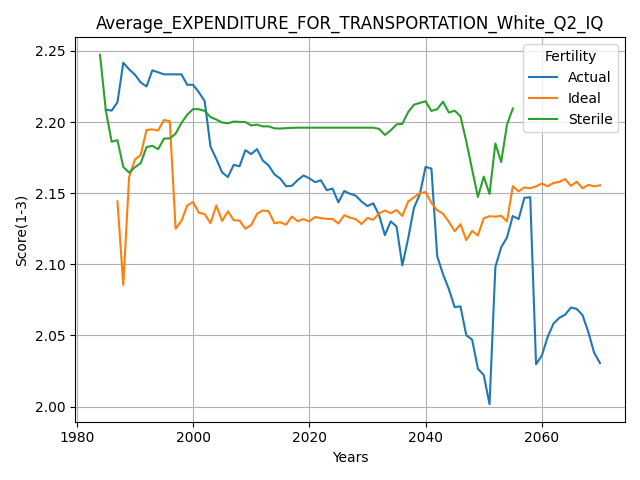 Average_EXPENDITURE_FOR_TRANSPORTATION_White_Q2_IQ
Fertility
Actual
Ideal
Sterile
Score(1-3)
2.25
2.20
2.15
2.10
2.05
2.00
1980
2000
2020
2040
2060
Years